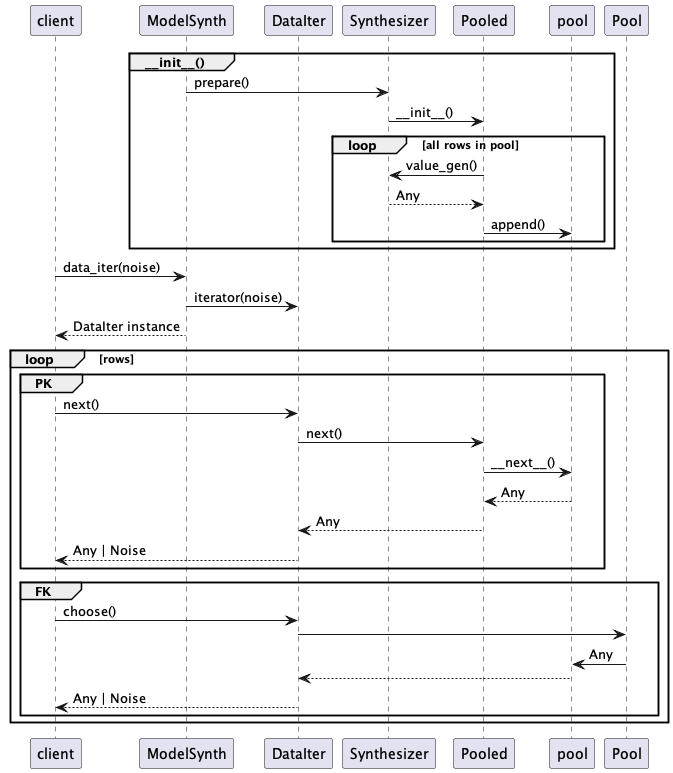 client ModelSynth DataIter Synthesizer Pooled pool Pool
__init__()
prepare()
__init__()
loop [all rows in pool]
value_gen()
Any
append()
data_iter(noise)
iterator(noise)
DataIter instance
loop [rows]
PK
next()
next()
__next__()
Any
Any
Any | Noise
FK
choose()
Any
Any | Noise
client ModelSynth DataIter Synthesizer Pooled pool Pool